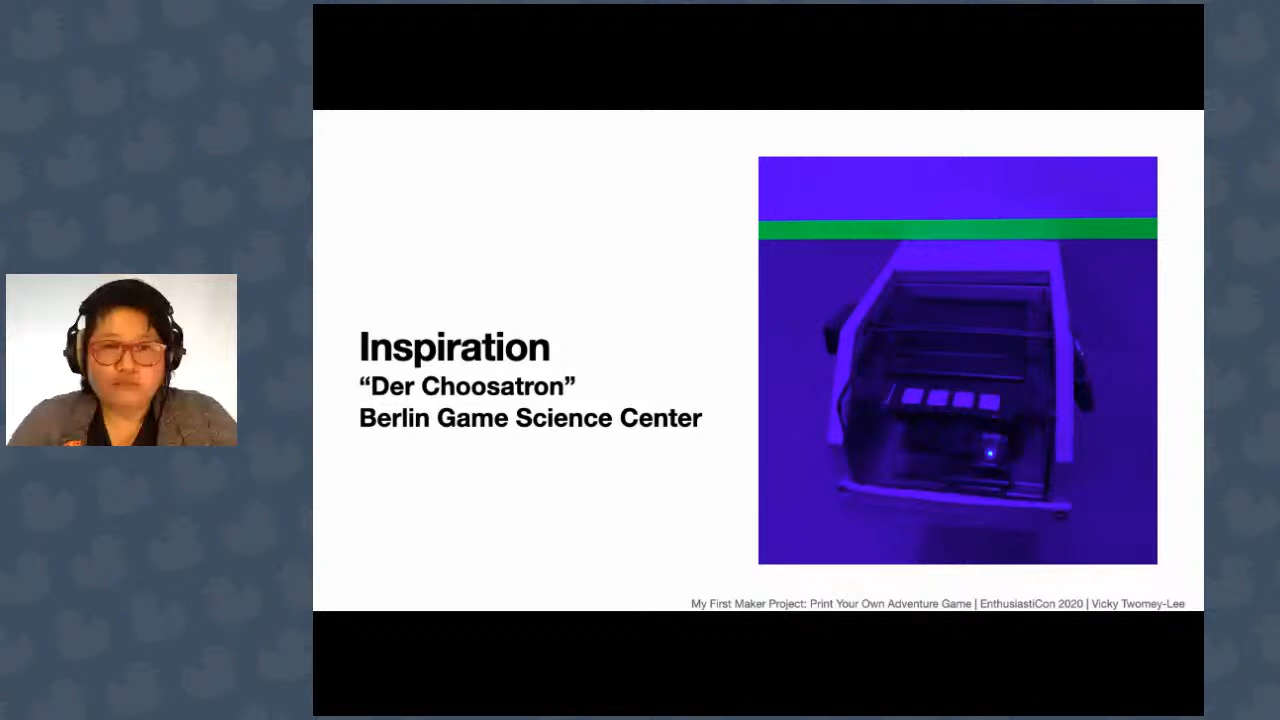 Inspiration
“Der Choosatron”
Berlin Game Science Center
My First Maker Project: Print Your Own Adventure Game | EnthusiastiCon 2020 | Vicky Twomey-Lee